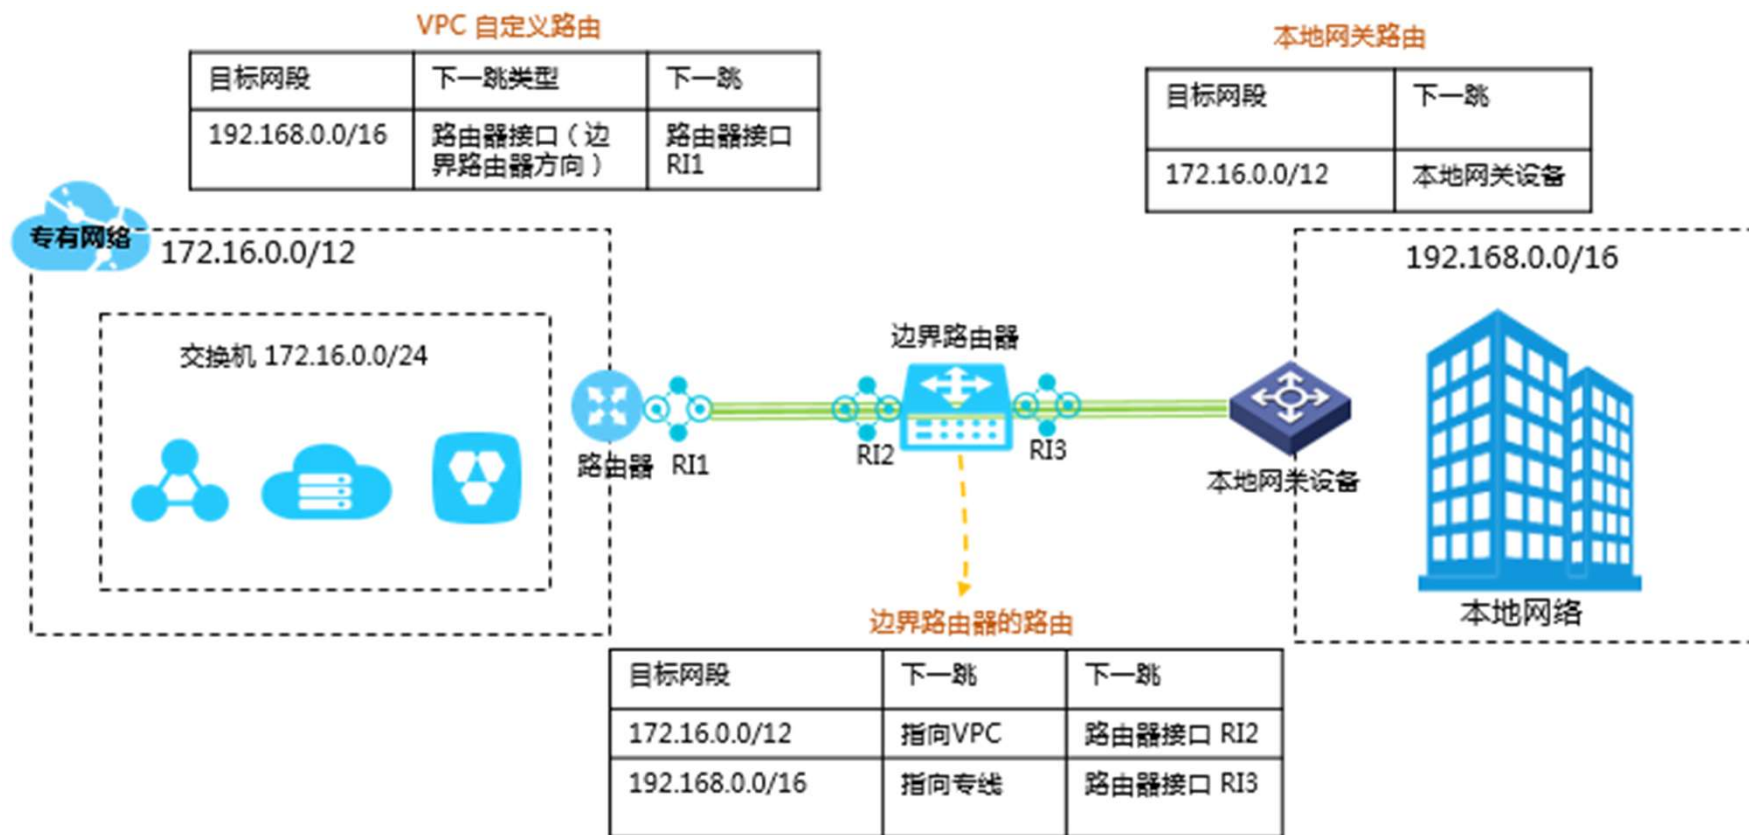 VPC 自定义路由
目标网段 下一跳类型 下一跳
192.168.0.0/16 路由器接口（边 路由器接口
界路由器方向） RI1
本地网关路由
目标网段 下一跳
172.16.0.0/12 本地网关设备
专有网络
172.16.0.0/12
192.168.0.0/16
交换机 172.16.0.0/24
边界路由器
路由器 RI1
RI2
RI3
本地网关设备
本地网络
边界路由器的路由
目标网段 下一跳 下一跳
172.16.0.0/12 指向VPC 路由器接口 RI2
192.168.0.0/16 指向专线 路由器接口 RI3